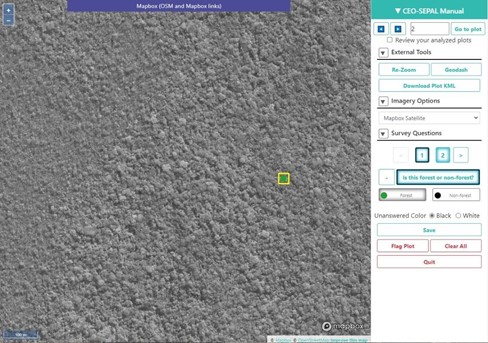 Mapbox (OSM and Mapbox links)
+
-
mapbox
© Mapbox © OpenStreetMap Improve this map
▼ CEO-SEPAL Manual
2
Go to plot
Review your analyzed plots
▼ External Tools
Re-Zoom
Geodash
Download Plot KML
▼ Imagery Options
Mapbox Satellite
▼ Survey Questions
1
2
Is this forest or non-forest?
Forest
Non-forest
Unanswered Color Black White
Save
Flag Plot
Clear All
Quit